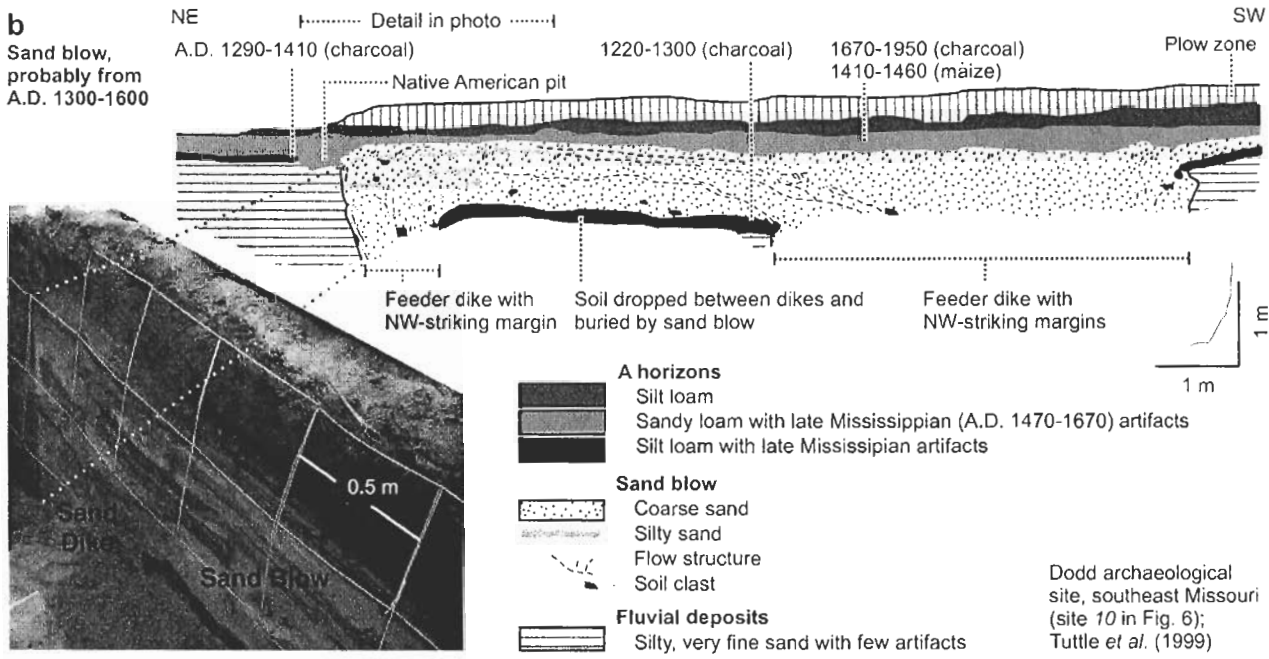 b
NE
Detail in photo
SW
Sand blow,
probably from
A.D. 1300-1600
A.D. 1290-1410 (charcoal)
Native American pit
1220-1300 (charcoal)
1670-1950 (charcoal)
1410-1460 (maize)
Plow zone
Feeder dike with
NW-striking margin
Soil dropped between dikes and
buried by sand blow
Feeder dike with
NW-striking margins
1 m
1 m
A horizons
Silt loam
Sandy loam with late Mississippian (A.D. 1470-1670) artifacts
Silt loam with late Mississipian artifacts
Sand blow
Coarse sand
Silty sand
Flow structure
Soil clast
Fluvial deposits
Silty, very fine sand with few artifacts
0.5 m
Sand
Dike
Sand Blow
Dodd archaeological
site, southeast Missouri
(site 10 in Fig. 6);
Tuttle et al. (1999)